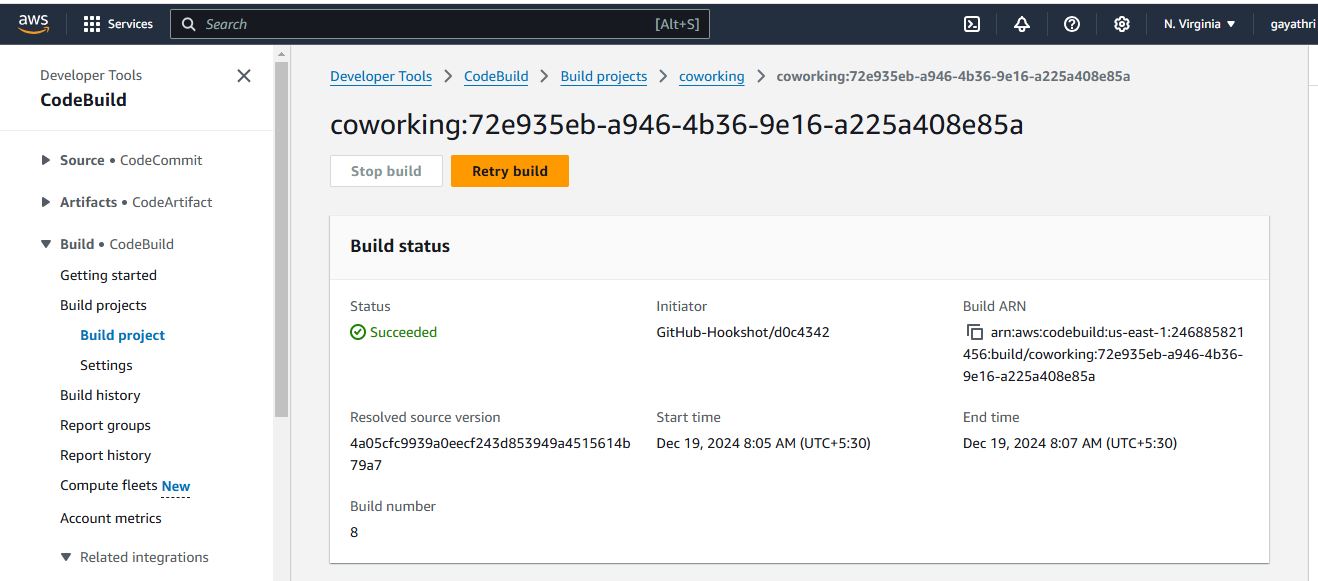 aws
Services
Search [Alt+S]
N. Virginia
gayathri
Developer Tools
CodeBuild
Source • CodeCommit
Artifacts • CodeArtifact
Build • CodeBuild
Getting started
Build projects
Build project
Settings
Build history
Report groups
Report history
Compute fleets New
Account metrics
Related integrations
Developer Tools > CodeBuild > Build projects > coworking > coworking:72e935eb-a946-4b36-9e16-a225a408e85a
coworking:72e935eb-a946-4b36-9e16-a225a408e85a
Stop build
Retry build
Build status
Status
Succeeded
Initiator
GitHub-Hookshot/d0c4342
Build ARN
arn:aws:codebuild:us-east-1:246885821
456:build/coworking:72e935eb-a946-4b36-
9e16-a225a408e85a
Resolved source version
4a05cfc9939a0eecf243d853949a4515614b
79a7
Start time
Dec 19, 2024 8:05 AM (UTC+5:30)
End time
Dec 19, 2024 8:07 AM (UTC+5:30)
Build number
8